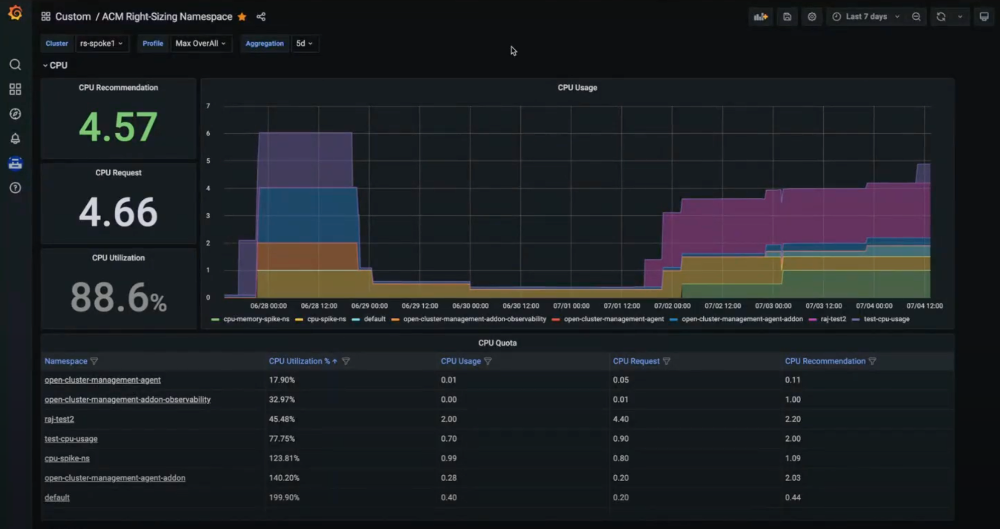 Custom / ACM Right-Sizing Namespace
Last 7 days
Cluster rs-spoke1 Profile Max OverAll Aggregation 5d
CPU
CPU Recommendation
4.57
CPU Request
4.66
CPU Utilization
88.6%
CPU Usage
7
6
5
4
3
2
1
0
06/28 00:00 06/28 12:00 06/29 00:00 06/29 12:00 06/30 00:00 06/30 12:00 07/01 00:00 07/01 12:00 07/02 00:00 07/02 12:00 07/03 00:00 07/03 12:00 07/04 00:00 07/04 12:00
cpu-memory-spike-ns cpu-spike-ns default open-cluster-management-addon-observability open-cluster-management-agent open-cluster-management-agent-addon raj-test2 test-cpu-usage
CPU Quota
Namespace CPU Utilization % CPU Usage CPU Request CPU Recommendation
open-cluster-management-agent 17.90% 0.01 0.05 0.11
open-cluster-management-addon-observability 32.97% 0.00 0.01 1.00
raj-test2 45.48% 2.00 4.40 2.20
test-cpu-usage 77.75% 0.70 0.90 2.00
cpu-spike-ns 123.81% 0.99 0.80 1.09
open-cluster-management-agent-addon 140.20% 0.28 0.20 2.03
default 199.90% 0.40 0.20 0.44